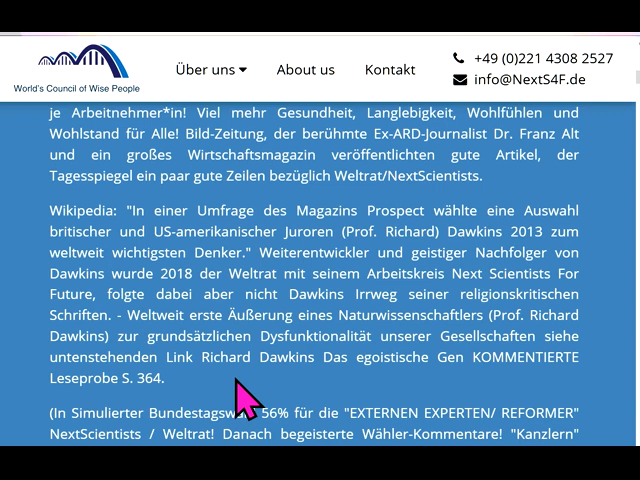 World's Council of Wise People
Über uns
About us
Kontakt
+49 (0)221 4308 2527
info@NextS4F.de
je Arbeitnehmer*in! Viel mehr Gesundheit, Langlebigkeit, Wohlfühlen und
Wohlstand für Alle! Bild-Zeitung, der berühmte Ex-ARD-Journalist Dr. Franz Alt
und ein großes Wirtschaftsmagazin veröffentlichten gute Artikel, der
Tagesspiegel ein paar gute Zeilen bezüglich Weltrat/NextScientists.
Wikipedia: "In einer Umfrage des Magazins Prospect wählte eine Auswahl
britischer und US-amerikanischer Juroren (Prof. Richard) Dawkins 2013 zum
weltweit wichtigsten Denker." Weiterentwickler und geistiger Nachfolger von
Dawkins wurde 2018 der Weltrat mit seinem Arbeitskreis Next Scientists For
Future, folgte dabei aber nicht Dawkins Irrweg seiner religionskritischen
Schriften. - Weltweit erste Äußerung eines Naturwissenschaftlers (Prof. Richard
Dawkins) zur grundsätzlichen Dysfunktionalität unserer Gesellschaften siehe
untenstehenden Link Richard Dawkins Das egoistische Gen KOMMENTIERTE
Leseprobe S. 364.
(In Simulierter 56% für die "EXTERNEN EXPERTEN/ REFORMER"
NextScientists / Weltrat! Danach begeisterte Wähler-Kommentare! "Kanzlern"